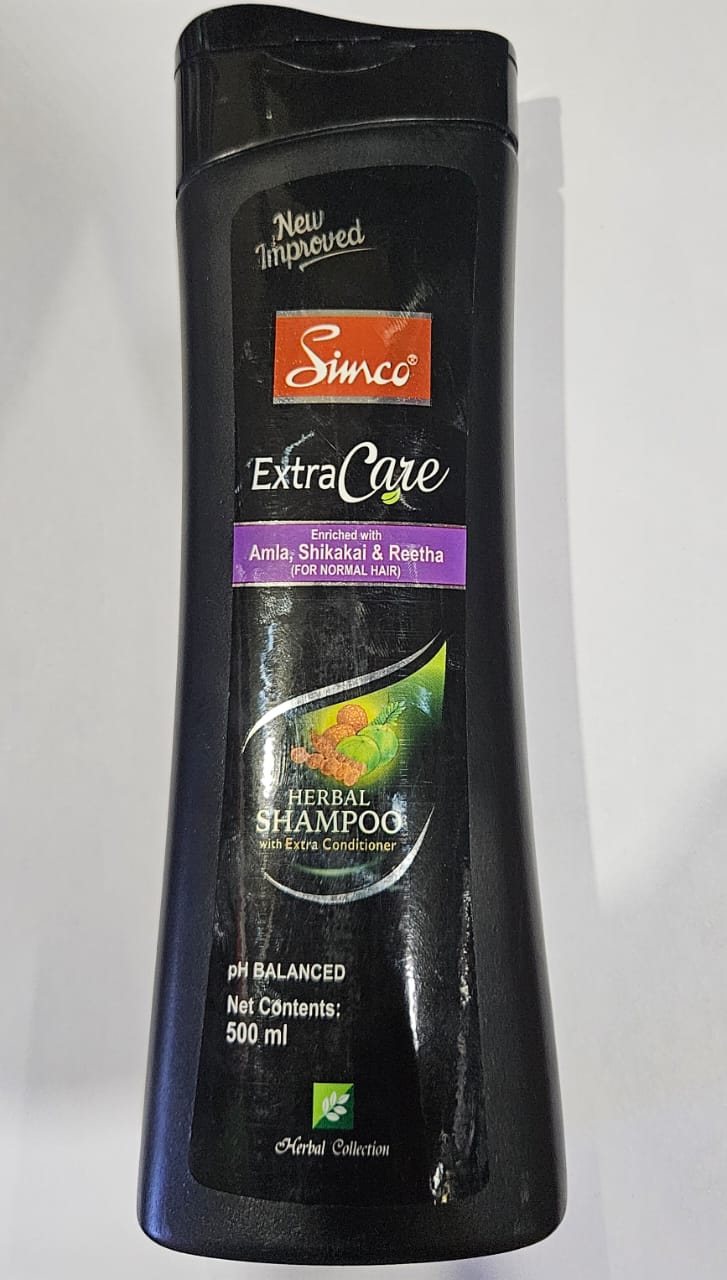 New
Improved
Simco®
ExtraCare
Enriched with
Amla, Shikakai & Reetha
(FOR NORMAL HAIR)
HERBAL
SHAMPOO
with Extra Conditioner
pH BALANCED
Net Contents:
500 ml
Herbal Collection